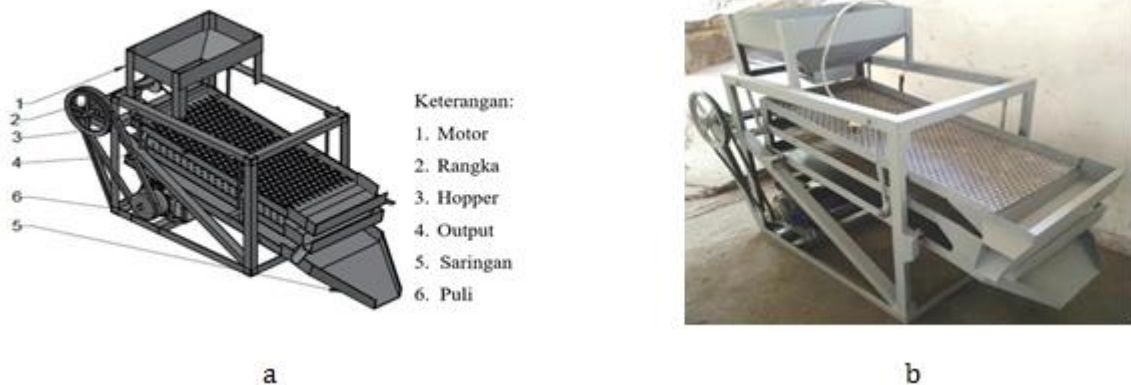 1
2
3
4
6
5
Keterangan:
1. Motor
2. Rangka
3. Hopper
4. Output
5. Saringan
6. Puli
a
b